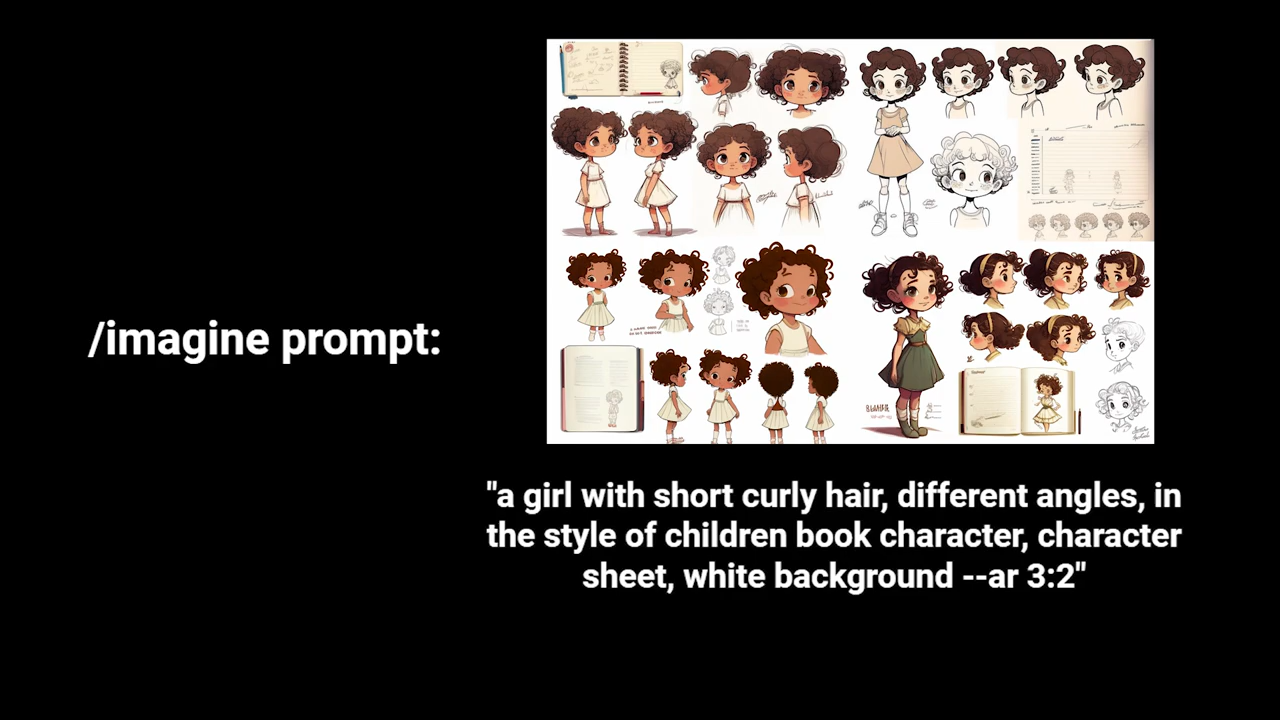 /imagine prompt:
"a girl with short curly hair, different angles, in
the style of children book character, character
sheet, white background --ar 3:2"